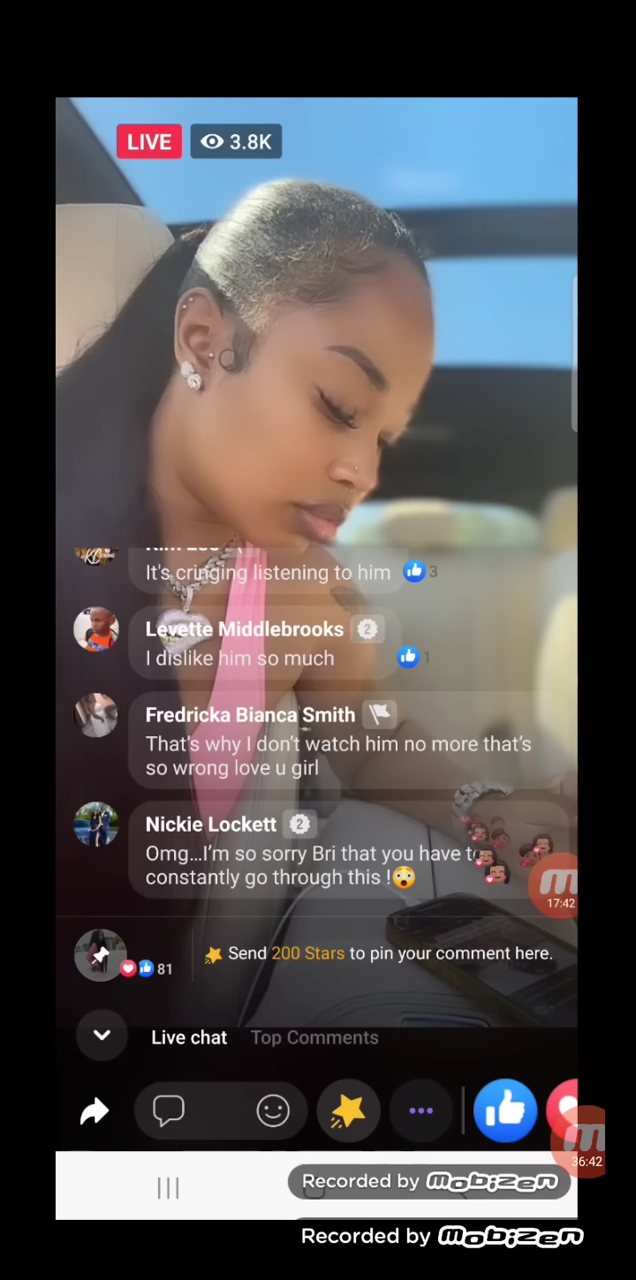 LIVE 3.8K
It's cringing listening to him 3
Levette Middlebrooks 2
I dislike him so much 1
Fredricka Bianca Smith
That's why I don't watch him no more that's
so wrong love u girl
Nickie Lockett 2
Omg...I'm so sorry Bri that you have to
constantly go through this !😯
17:42
81
Send 200 Stars to pin your comment here.
Live chat Top Comments
36:42
Recorded by mobizen
Recorded by mobizen